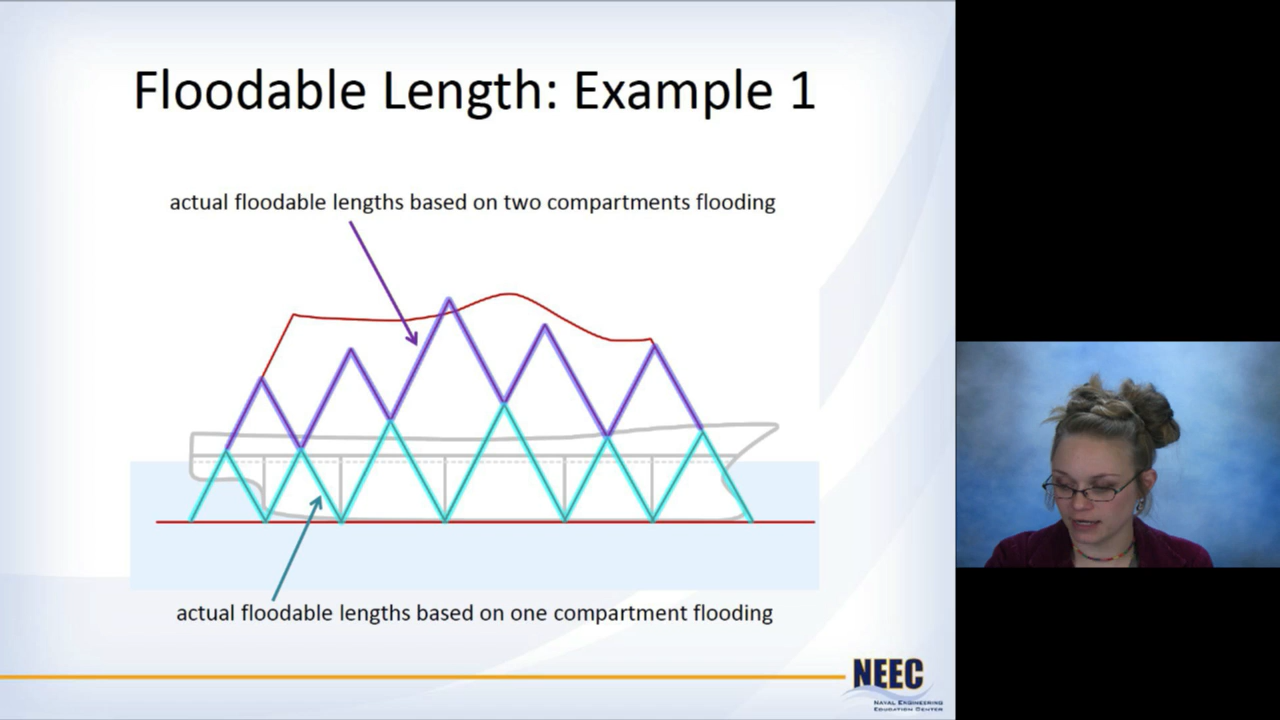 Floodable Length: Example 1
actual floodable lengths based on two compartments flooding
actual floodable lengths based on one compartment flooding
NEEC
Naval Engineering
Education Center